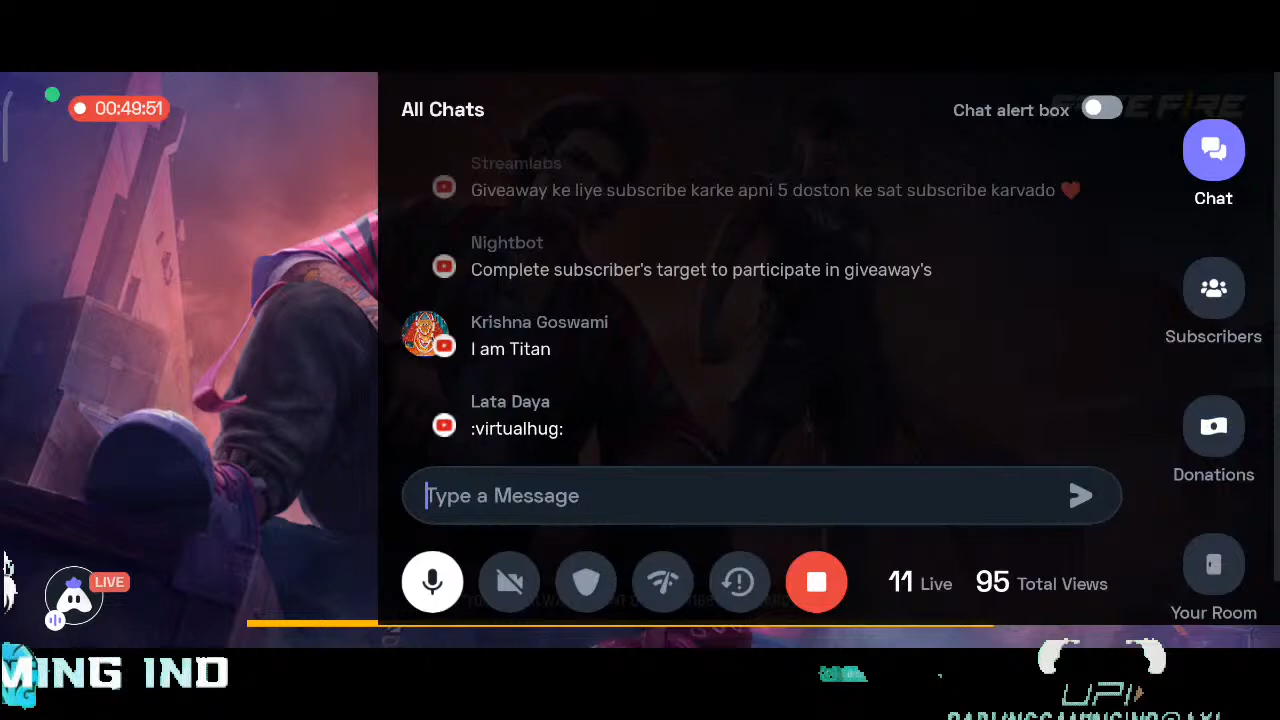 00:49:51
All Chats
Chat alert box
Streamlabs
Giveaway ke liye subscribe karke apni 5 doston ke sat subscribe karvado ❤️
Chat
Nightbot
Complete subscriber's target to participate in giveaway's
Krishna Goswami
I am Titan
Subscribers
Lata Daya
:virtualhug:
Donations
Type a Message
LIVE
11 Live
95 Total Views
Your Room
MING IND
UPI